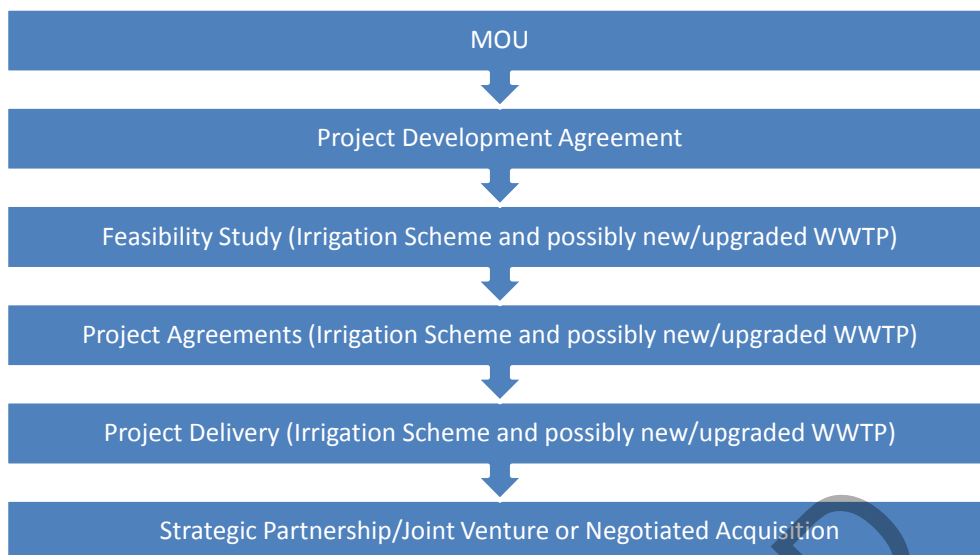 MOU
Project Development Agreement
Feasibility Study (Irrigation Scheme and possibly new/upgraded WWTP)
Project Agreements (Irrigation Scheme and possibly new/upgraded WWTP)
Project Delivery (Irrigation Scheme and possibly new/upgraded WWTP)
Strategic Partnership/Joint Venture or Negotiated Acquisition